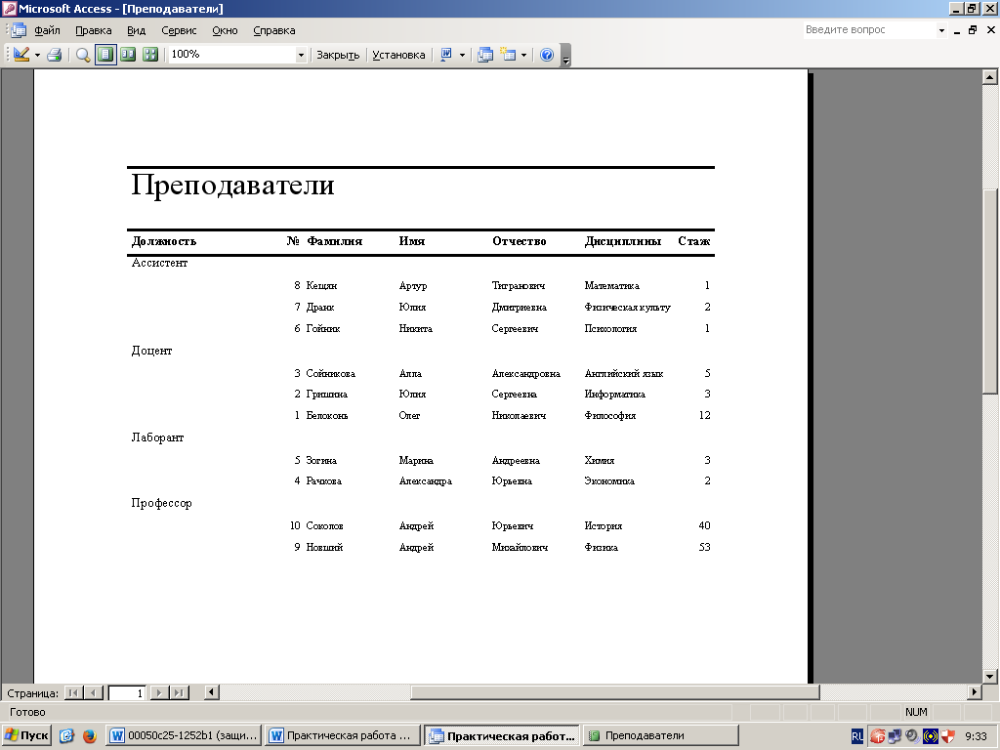 Microsoft Access - [Преподаватели]
Файл Правка Вид Сервис Окно Справка Введите вопрос
100% Закрыть Установка
Преподаватели
Должность № Фамилия Имя Отчество Дисциплины Стаж
Ассистент
8 Кещян Артур Тигранович Математика 1
7 Дранк Юлия Дмитриевна Физическая культу 2
6 Гойник Никита Сергеевич Психология 1
Доцент
3 Сойникова Алла Александровна Английский язык 5
2 Гришина Юлия Сергеевна Информатика 3
1 Белоконь Олег Николаевич Философия 12
Лаборант
5 Зогина Марина Андреевна Химия 3
4 Рачкова Александра Юрьевна Экономика 2
Профессор
10 Соколов Андрей Юрьевич История 40
9 Новший Андрей Михайлович Физика 53
Страница: 1
Готово NUM
Пуск 00050c25-1252b1 (защи... Практическая работа ... Практическая работ... Преподаватели RL 9:33